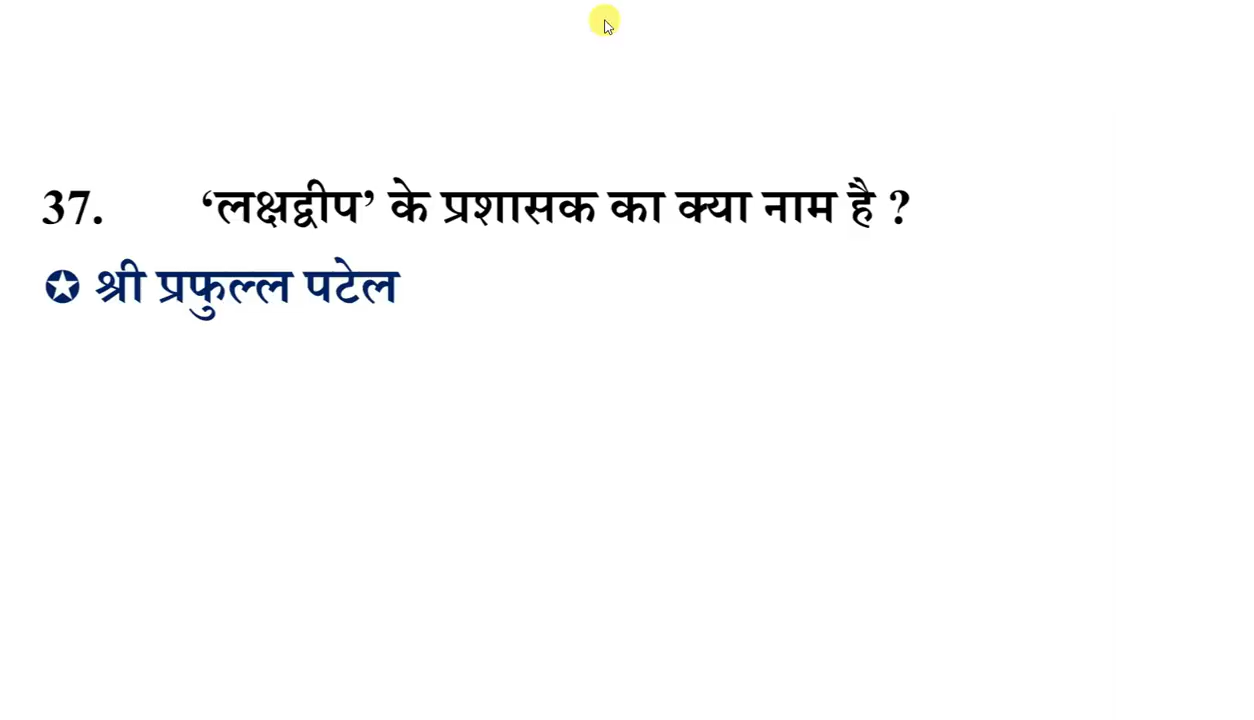 37. ‘लक्षद्वीप’ के प्रशासक का क्या नाम है ?
✪ श्री प्रफुल्ल पटेल